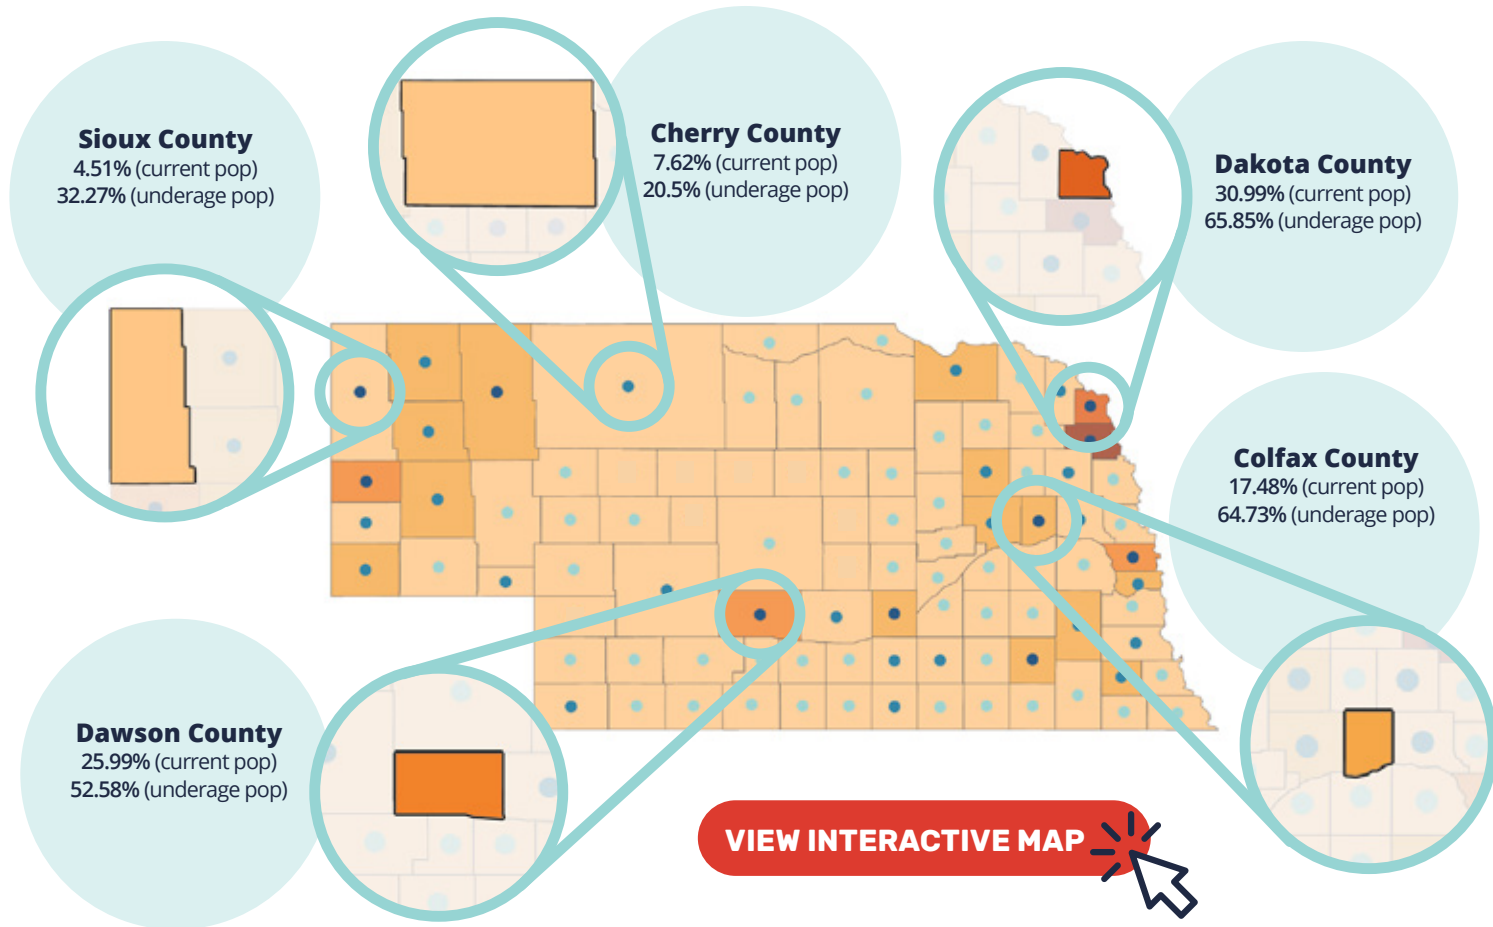 Sioux County
4.51% (current pop)
32.27% (underage pop)
Cherry County
7.62% (current pop)
20.5% (underage pop)
Dakota County
30.99% (current pop)
65.85% (underage pop)
Colfax County
17.48% (current pop)
64.73% (underage pop)
Dawson County
25.99% (current pop)
52.58% (underage pop)
VIEW INTERACTIVE MAP